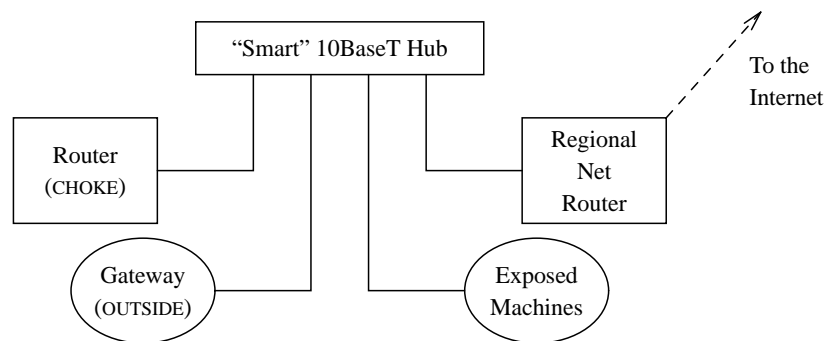 “Smart” 10BaseT Hub
To the
Internet
Router
(CHOKE)
Regional
Net
Router
Gateway
(OUTSIDE)
Exposed
Machines